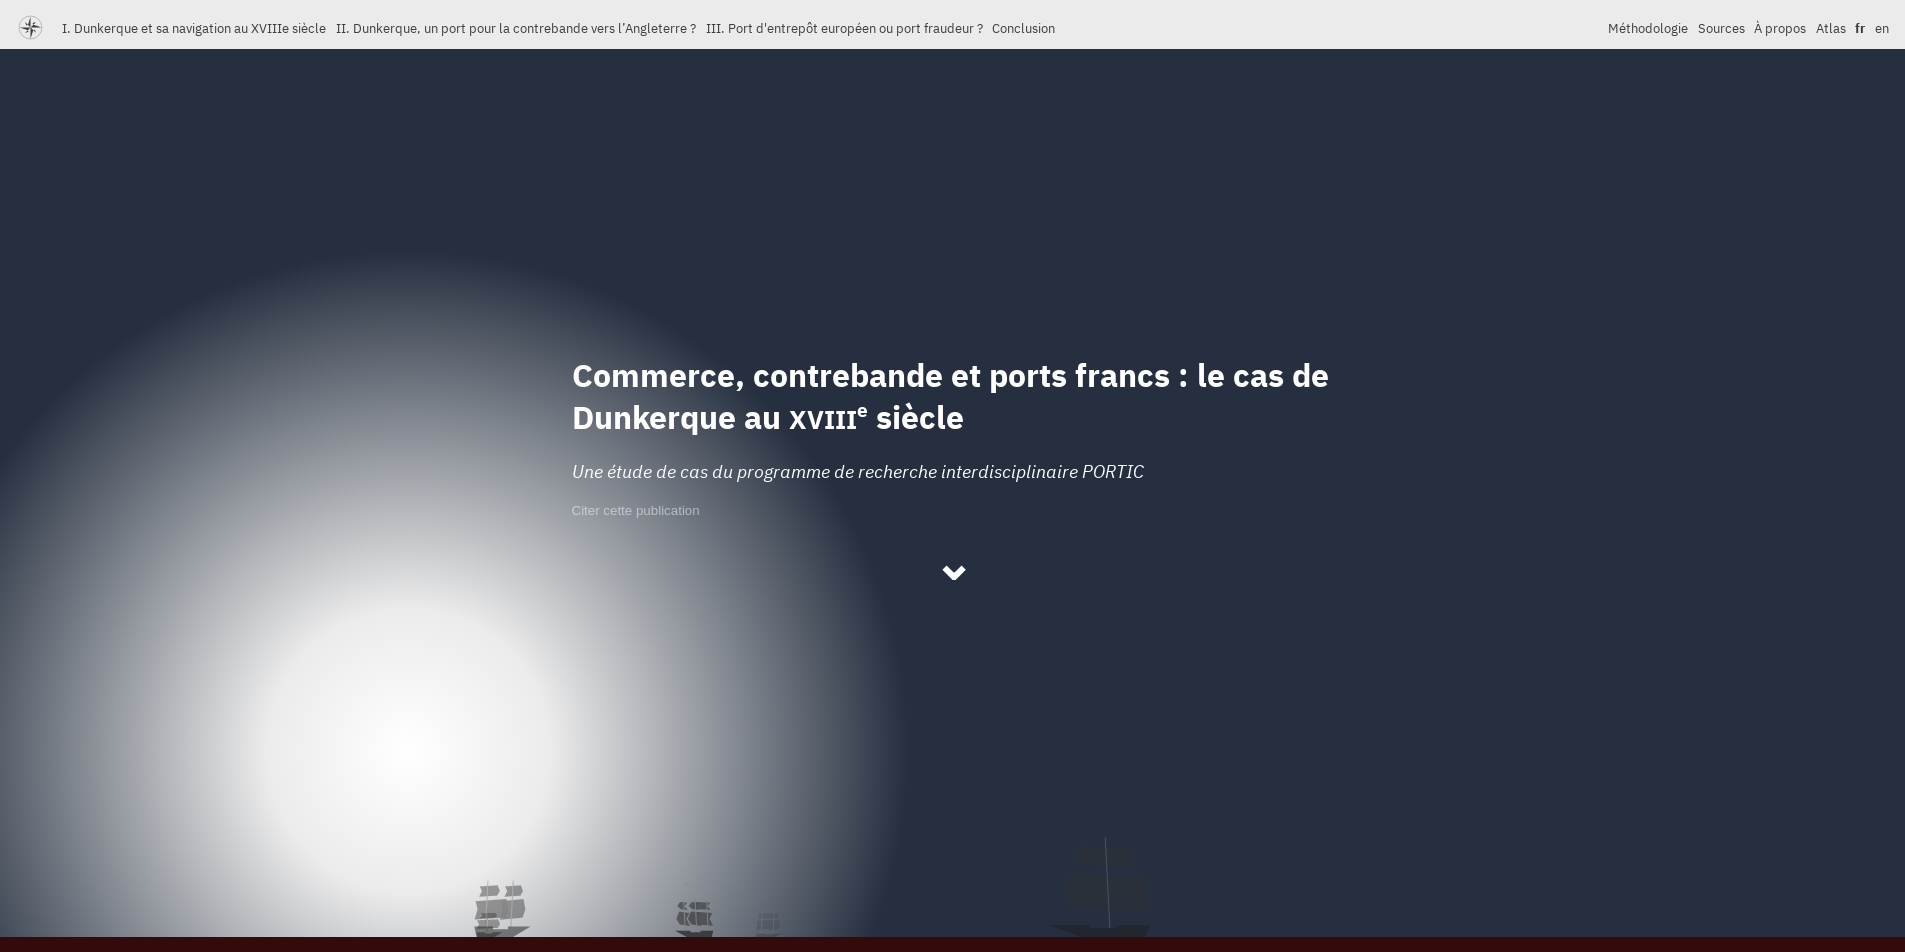 I. Dunkerque et sa navigation au XVIIIe siècle II. Dunkerque, un port pour la contrebande vers l’Angleterre ? III. Port d'entrepôt européen ou port fraudeur ? Conclusion Méthodologie Sources À propos Atlas fr en
Commerce, contrebande et ports francs : le cas de
Dunkerque au XVIIIe siècle
Une étude de cas du programme de recherche interdisciplinaire PORTIC
Citer cette publication